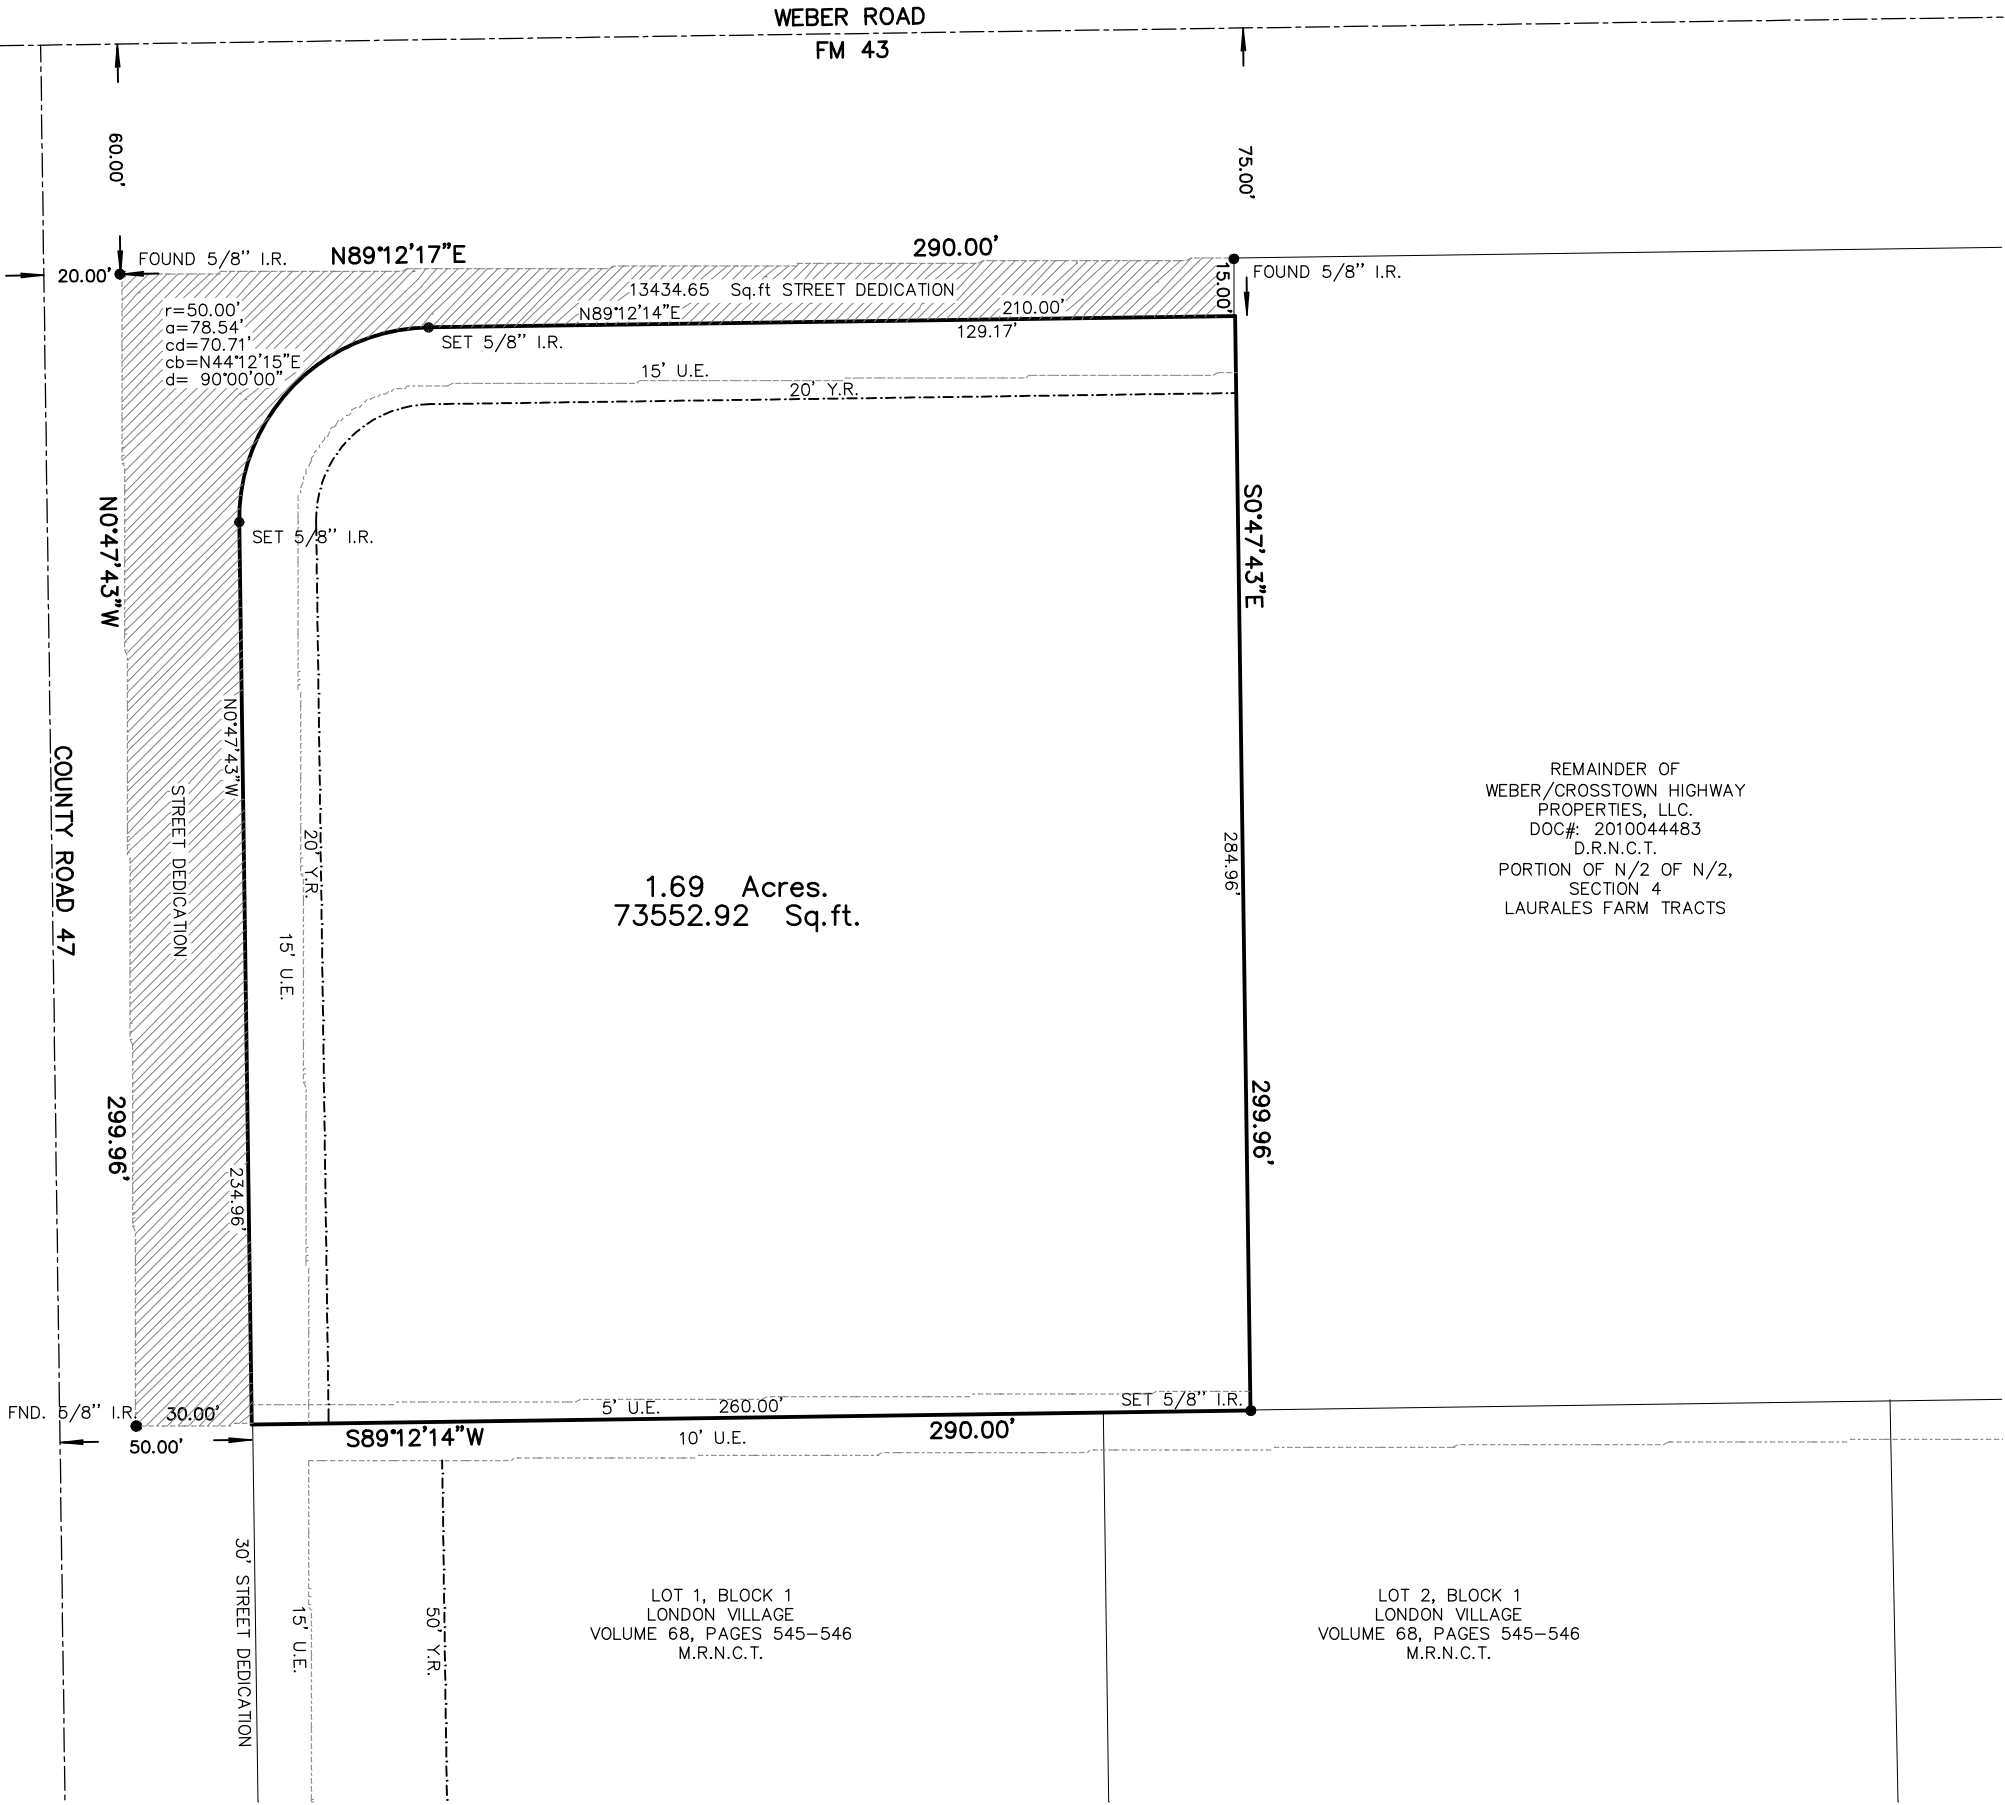 WEBER ROAD
FM 43
60.00'
75.00'
FOUND 5/8" I.R.
N89°12'17"E
290.00'
20.00'
15.00'
FOUND 5/8" I.R.
13434.65 Sq.ft STREET DEDICATION
r=50.00'
a=78.54'
cd=70.71'
cb=N44°12'15"E
d= 90°00'00"
N89°12'14"E
210.00'
129.17'
SET 5/8" I.R.
15' U.E.
20' Y.R.
N0°47'43"W
SET 5/8" I.R.
S0°47'43"E
N0°47'43"W
COUNTY ROAD 47
STREET DEDICATION
20' Y.R.
15' U.E.
1.69 Acres.
73552.92 Sq.ft.
284.96'
REMAINDER OF
WEBER/CROSSTOWN HIGHWAY
PROPERTIES, LLC.
DOC#: 2010044483
D.R.N.C.T.
PORTION OF N/2 OF N/2,
SECTION 4
LAURALES FARM TRACTS
299.96'
234.96'
299.96'
FND. 5/8" I.R.
30.00'
5' U.E.
260.00'
SET 5/8" I.R.
50.00'
S89°12'14"W
10' U.E.
290.00'
30' STREET DEDICATION
15' U.E.
50' Y.R.
LOT 1, BLOCK 1
LONDON VILLAGE
VOLUME 68, PAGES 545-546
M.R.N.C.T.
LOT 2, BLOCK 1
LONDON VILLAGE
VOLUME 68, PAGES 545-546
M.R.N.C.T.